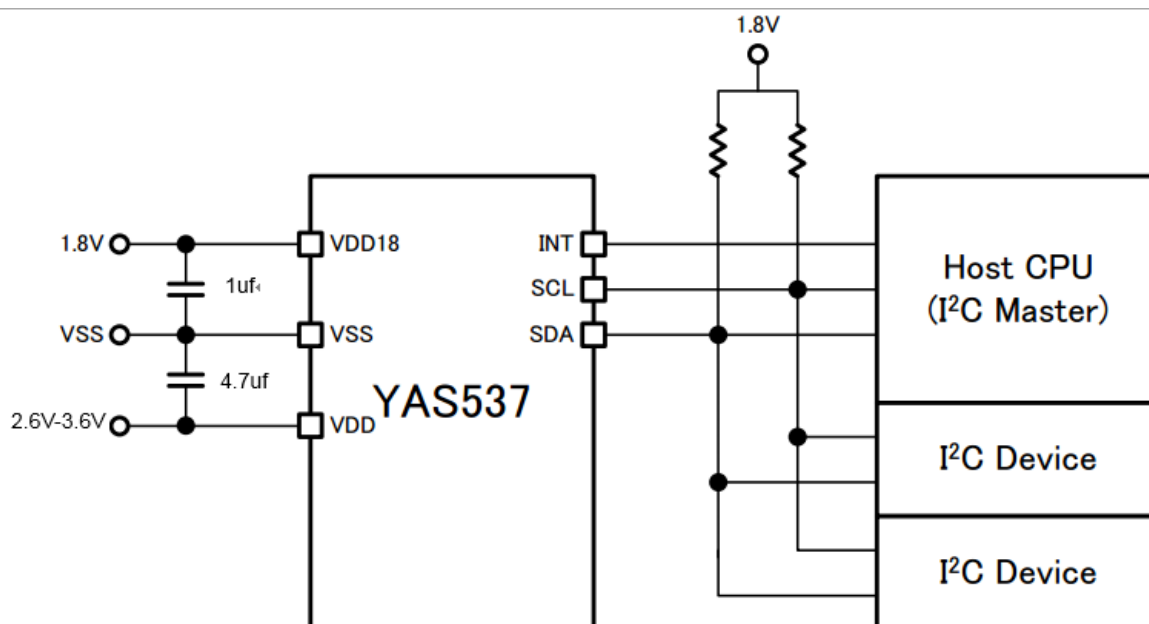 1.8V
1.8V
VDD18
INT
1uf
SCL
Host CPU
(I²C Master)
VSS
VSS
SDA
4.7uf
YAS537
2.6V-3.6V
VDD
I²C Device
I²C Device